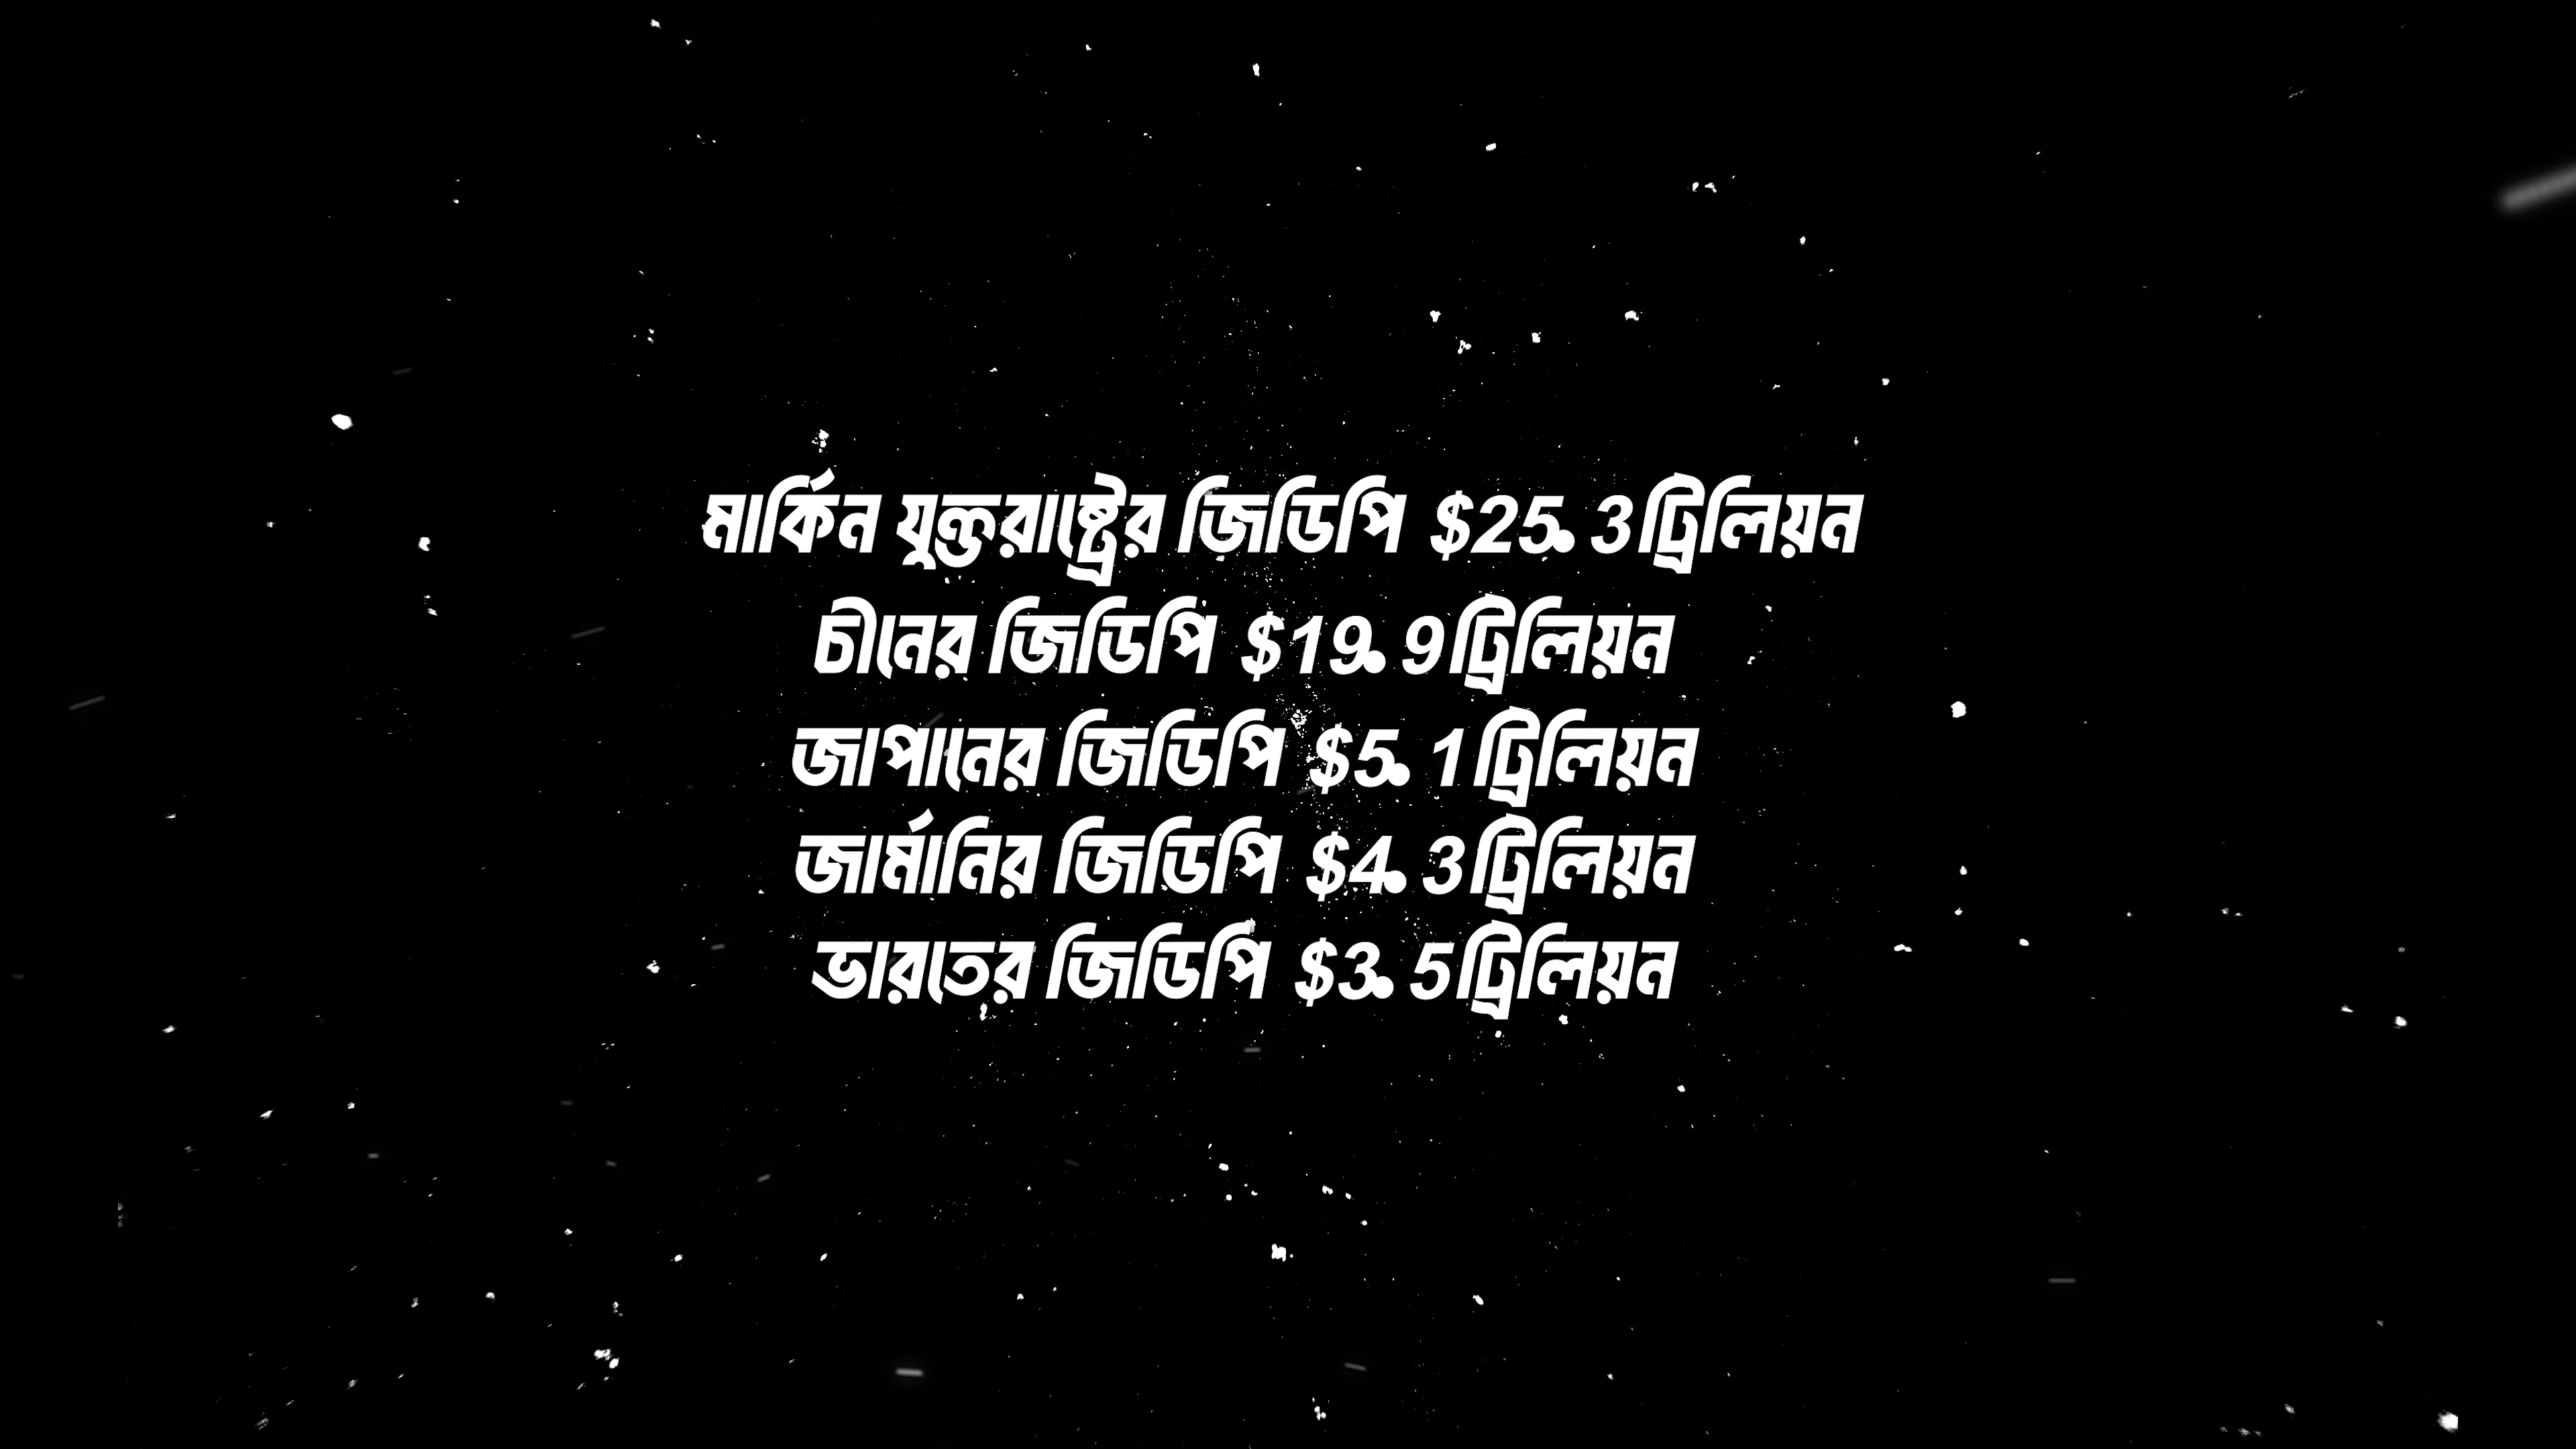 মার্কিন যুক্তরাষ্ট্রের জিডিপি $25.3ট্রিলিয়ন
চীনের জিডিপি $19.9ট্রিলিয়ন
জাপানের জিডিপি $5.1ট্রিলিয়ন
জার্মানির জিডিপি $4.3ট্রিলিয়ন
ভারতের জিডিপি $3.5ট্রিলিয়ন